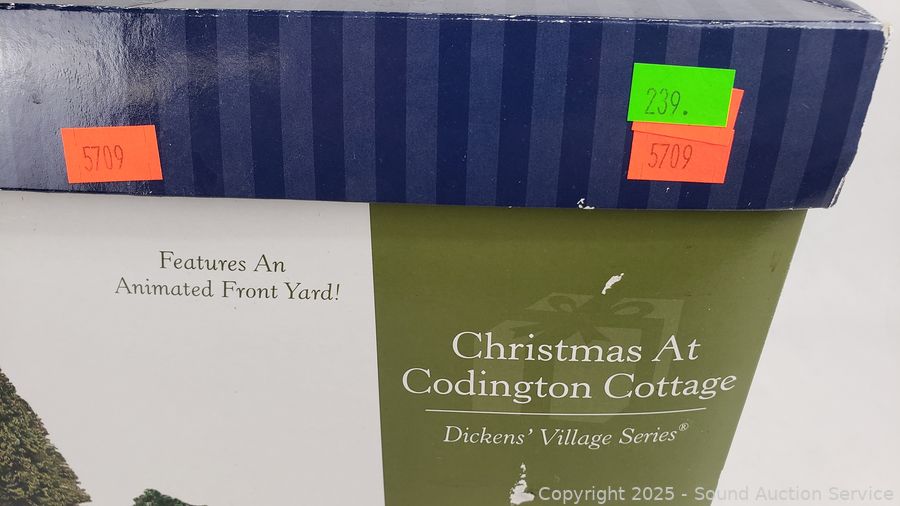 239.
5709
5709
Features An
Animated Front Yard!
Christmas At
Codington Cottage
Dickens' Village Series®
Copyright 2025 - Sound Auction Service